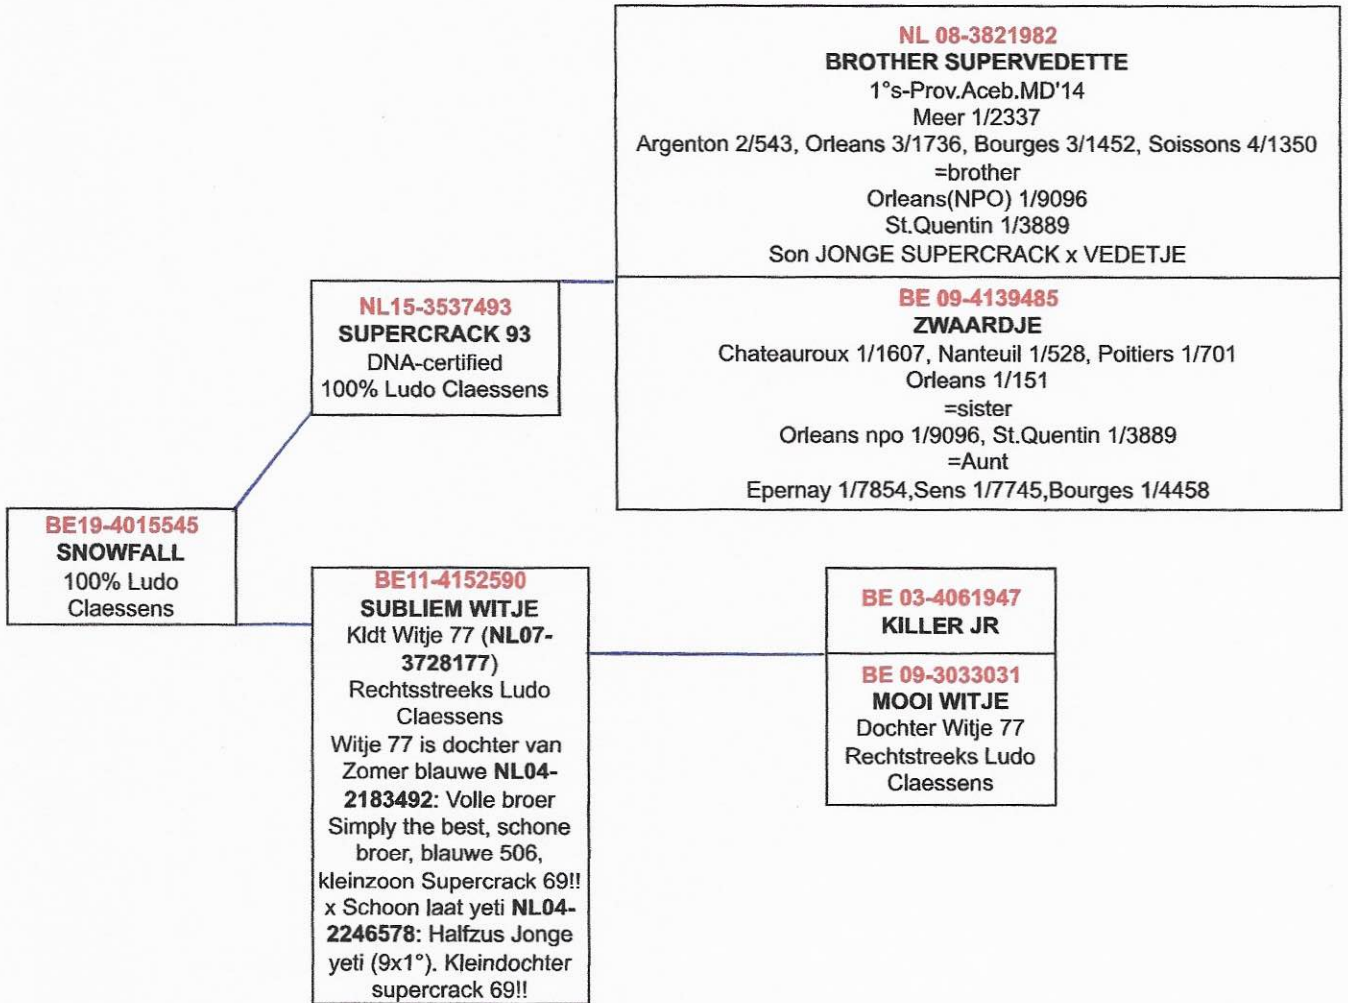 NL 08-3821982
BROTHER SUPERVEDETTE
1°s-Prov.Aceb.MD'14
Meer 1/2337
Argenton 2/543, Orleans 3/1736, Bourges 3/1452, Soissons 4/1350
=brother
Orleans(NPO) 1/9096
St.Quentin 1/3889
Son JONGE SUPERCRACK x VEDETJE
BE 09-4139485
ZWAARDJE
Chateauroux 1/1607, Nanteuil 1/528, Poitiers 1/701
Orleans 1/151
=sister
Orleans npo 1/9096, St.Quentin 1/3889
=Aunt
Epernay 1/7854,Sens 1/7745,Bourges 1/4458
NL15-3537493
SUPERCRACK 93
DNA-certified
100% Ludo Claessens
BE19-4015545
SNOWFALL
100% Ludo
Claessens
BE11-4152590
SUBLIEM WITJE
Kldt Witje 77 (NL07-
3728177)
Rechtsstreeks Ludo
Claessens
Witje 77 is dochter van
Zomer blauwe NL04-
2183492: Volle broer
Simply the best, schone
broer, blauwe 506,
kleinzoon Supercrack 69!!
x Schoon laat yeti NL04-
2246578: Halfzus Jonge
yeti (9x1°). Kleindochter
supercrack 69!!
BE 03-4061947
KILLER JR
BE 09-3033031
MOOI WITJE
Dochter Witje 77
Rechtstreeks Ludo
Claessens